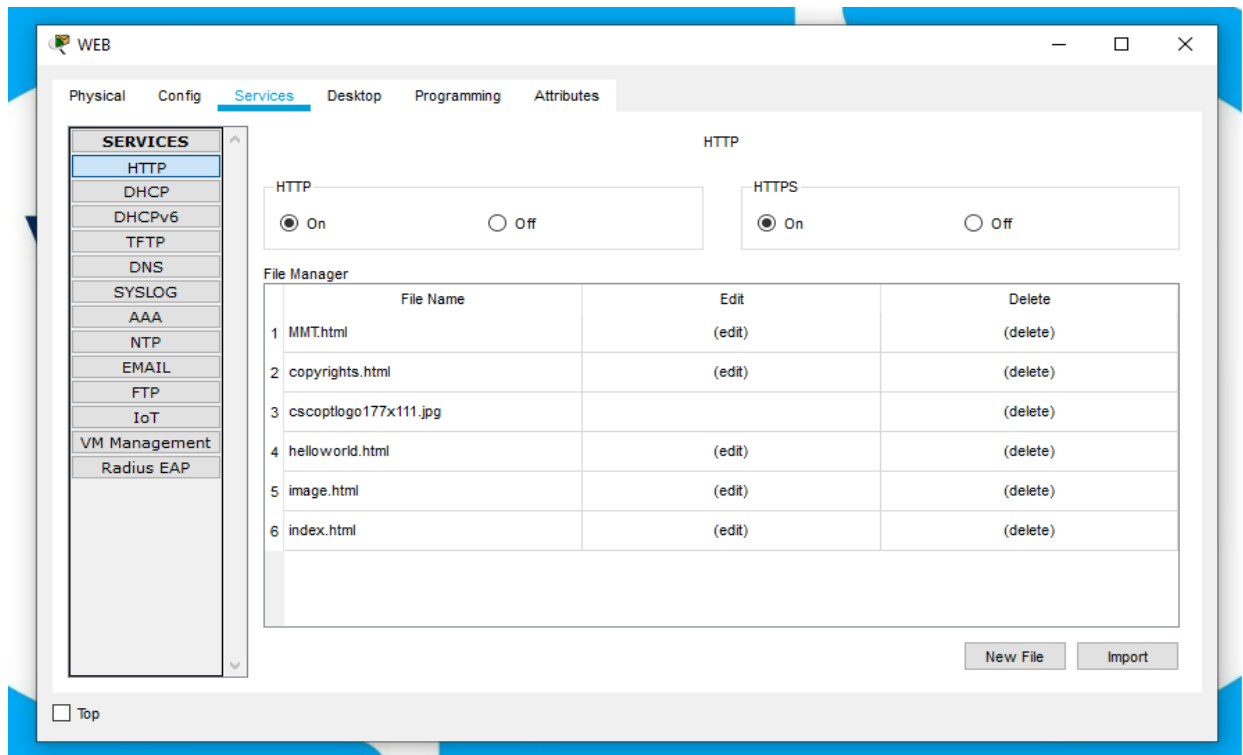 WEB
Physical Config Services Desktop Programming Attributes
SERVICES
HTTP
DHCP
DHCPv6
TFTP
DNS
SYSLOG
AAA
NTP
EMAIL
FTP
IoT
VM Management
Radius EAP
HTTP
HTTP
On Off
HTTPS
On Off
File Manager
File Name Edit Delete
1 MMT.html (edit) (delete)
2 copyrights.html (edit) (delete)
3 cscoptlogo177x111.jpg (delete)
4 helloworld.html (edit) (delete)
5 image.html (edit) (delete)
6 index.html (edit) (delete)
New File Import
Top